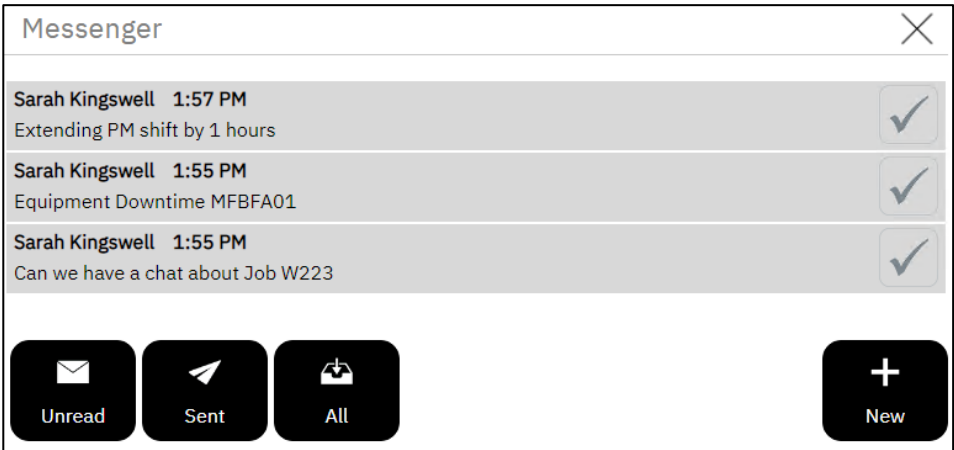 Messenger
Sarah Kingswell 1:57 PM
Extending PM shift by 1 hours
Sarah Kingswell 1:55 PM
Equipment Downtime MFBFA01
Sarah Kingswell 1:55 PM
Can we have a chat about Job W223
Unread Sent All New